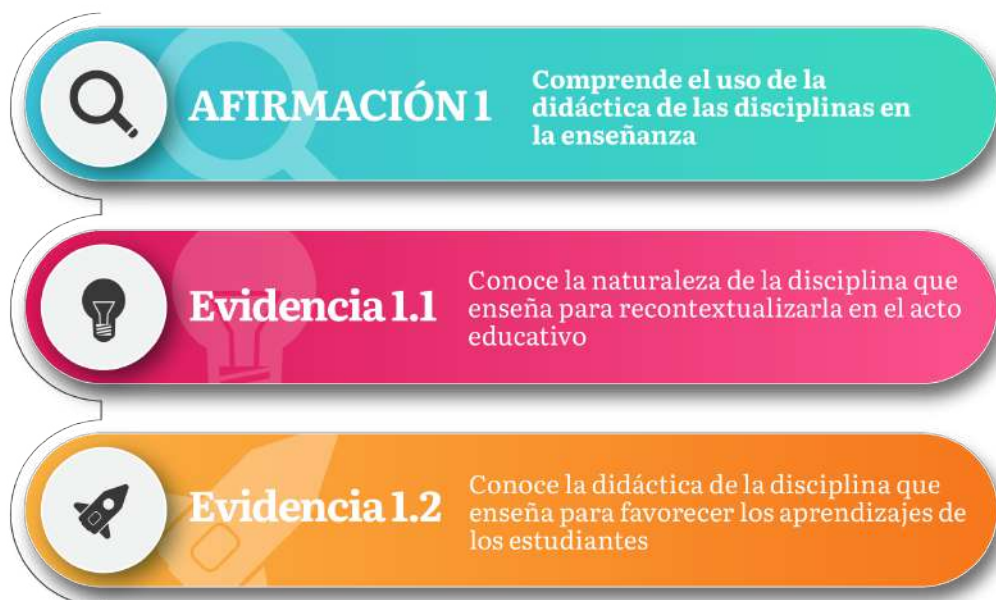 AFIRMACIÓN 1
Comprende el uso de la
didáctica de las disciplinas en
la enseñanza
Evidencia 1.1
Conoce la naturaleza de la disciplina que
enseña para recontextualizarla en el acto
educativo
Evidencia 1.2
Conoce la didáctica de la disciplina que
enseña para favorecer los aprendizajes de
los estudiantes